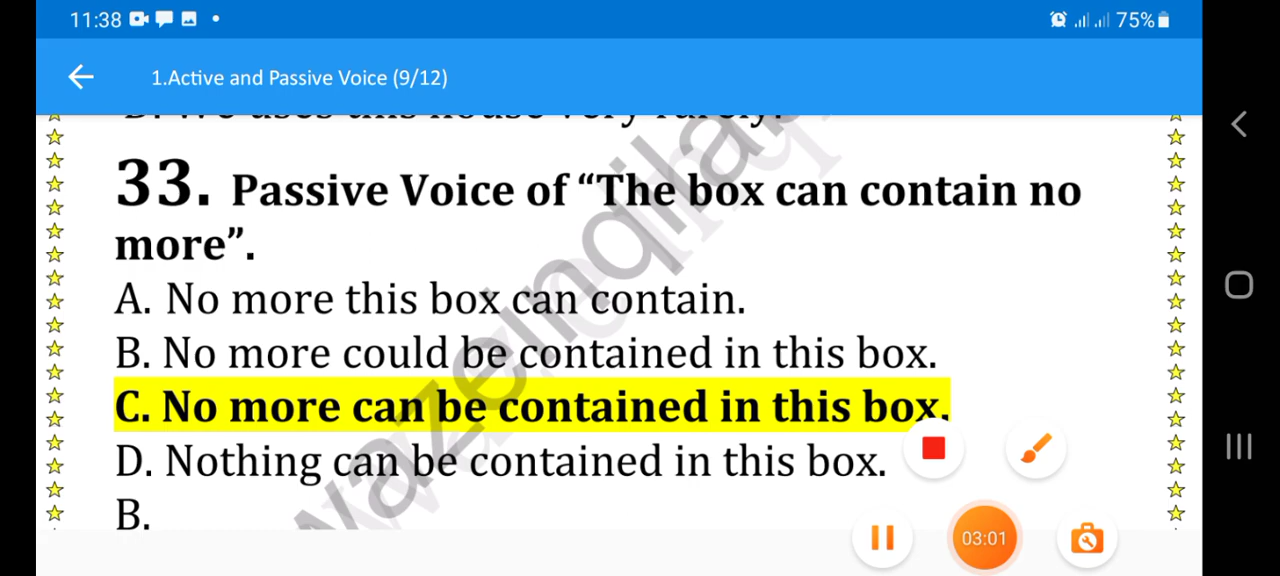 11:38 75%
1.Active and Passive Voice (9/12)
33. Passive Voice of “The box can contain no
more”.
A. No more this box can contain.
B. No more could be contained in this box.
C. No more can be contained in this box.
D. Nothing can be contained in this box.
B.
03:01